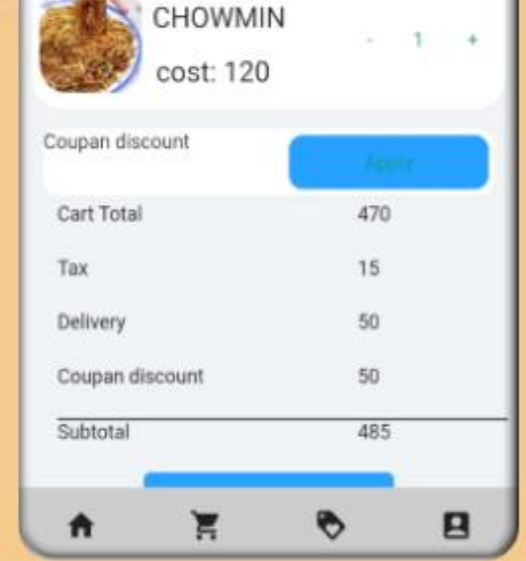 CHOWMIN
- 1 +
cost: 120
Coupan discount
Apply
Cart Total 470
Tax 15
Delivery 50
Coupan discount 50
Subtotal 485